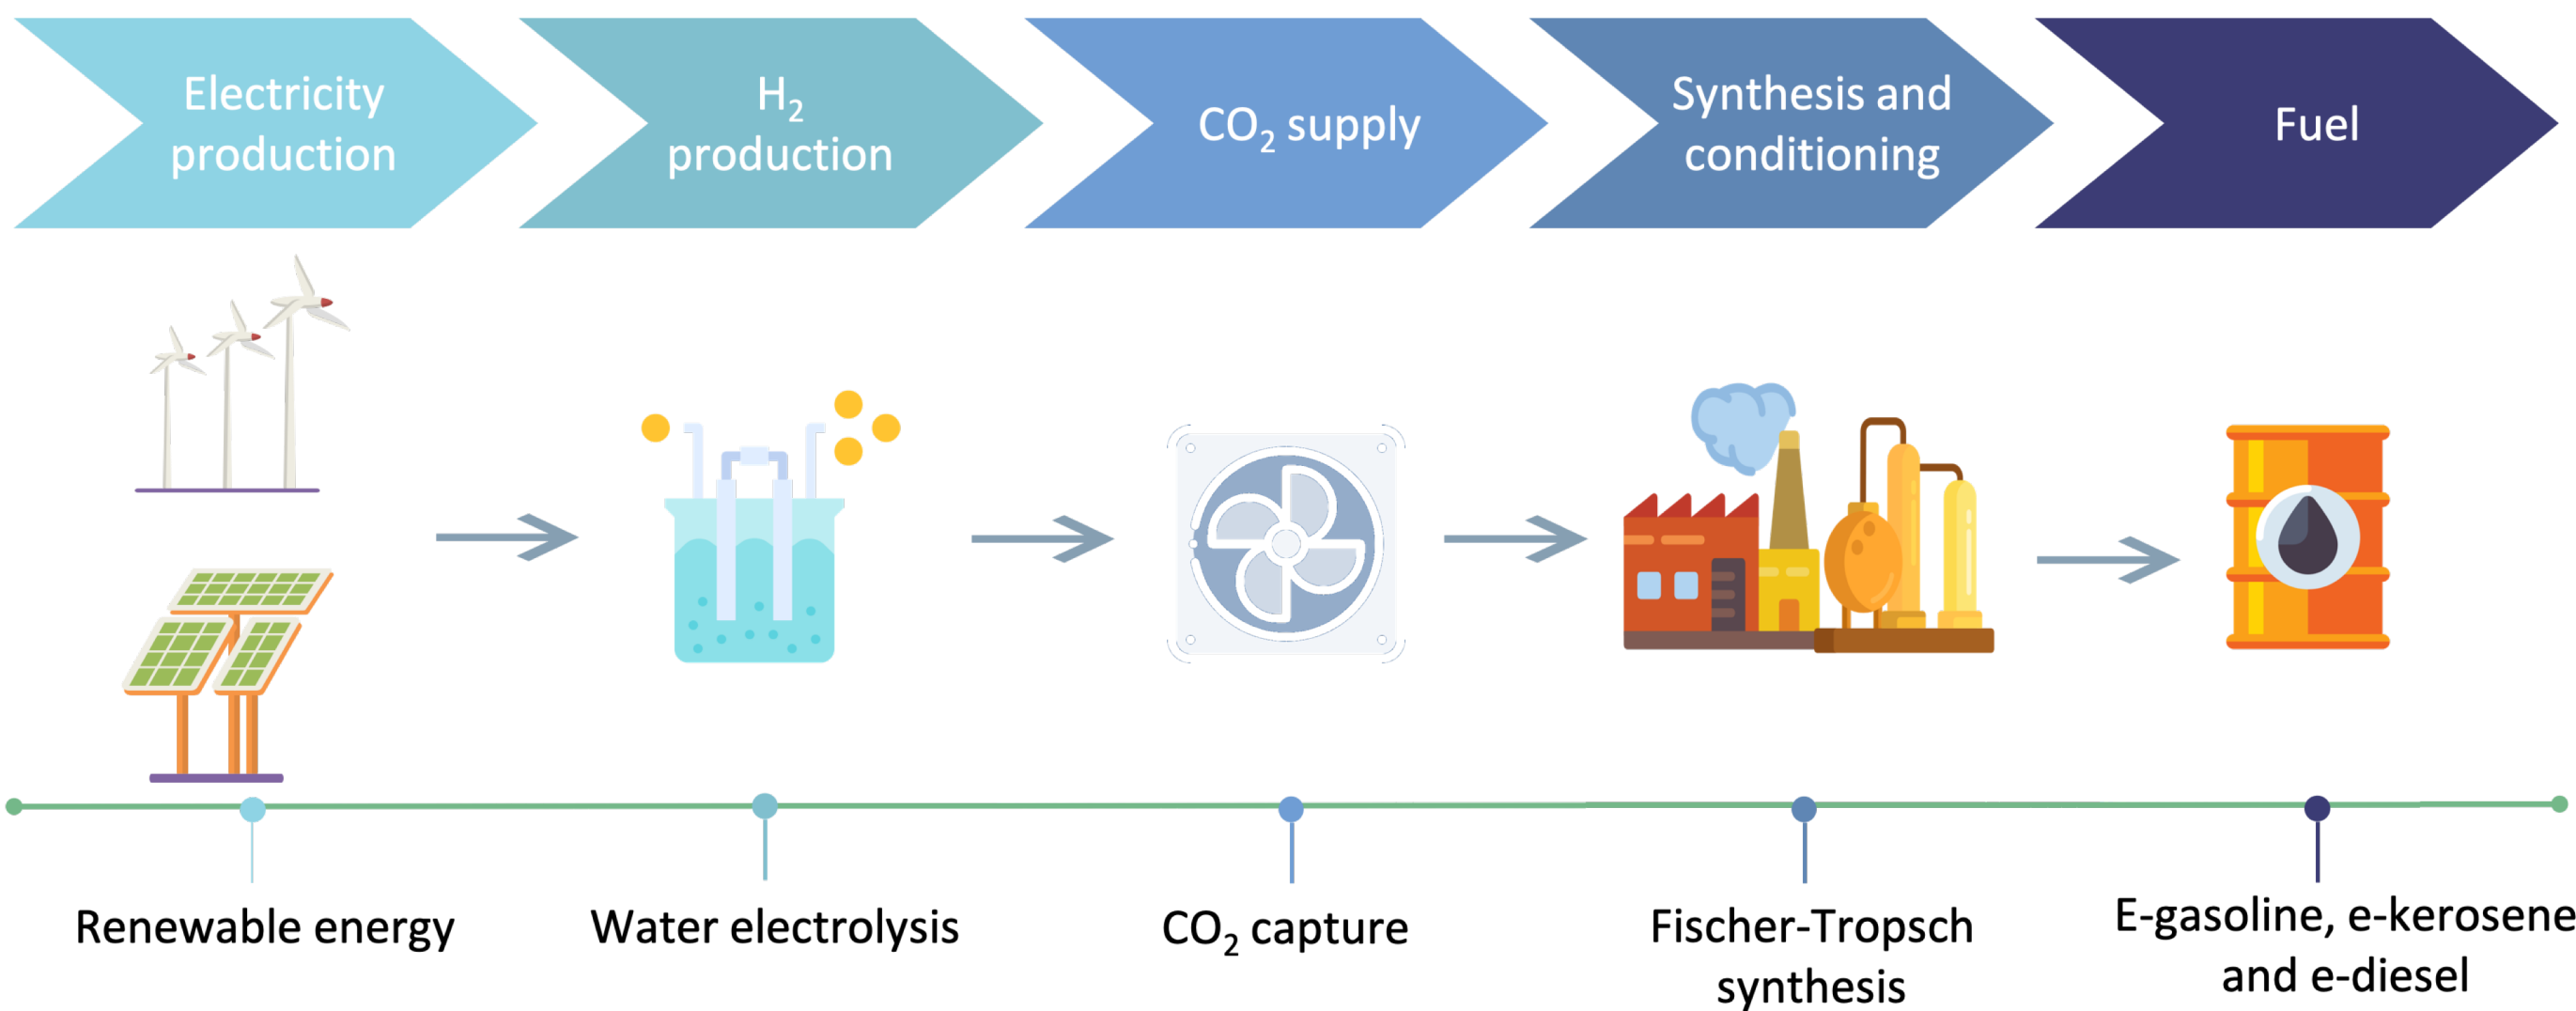 Electricity
production
H₂
production
CO₂ supply
Synthesis and
conditioning
Fuel
Renewable energy
Water electrolysis
CO₂ capture
Fischer-Tropsch
synthesis
E-gasoline, e-kerosene
and e-diesel